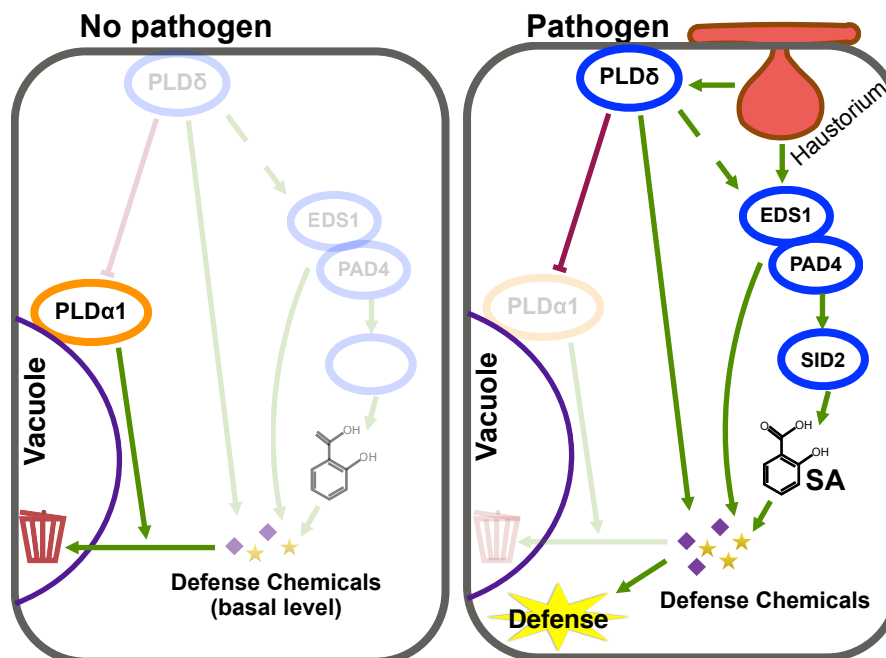 No pathogen
PLDδ
EDS1
PAD4
PLDα1
Vacuole
OH
OH
Defense Chemicals
(basal level)
Pathogen
PLDδ
Haustorium
EDS1
PAD4
PLDα1
SID2
Vacuole
O
OH
OH
SA
Defense Chemicals
Defense